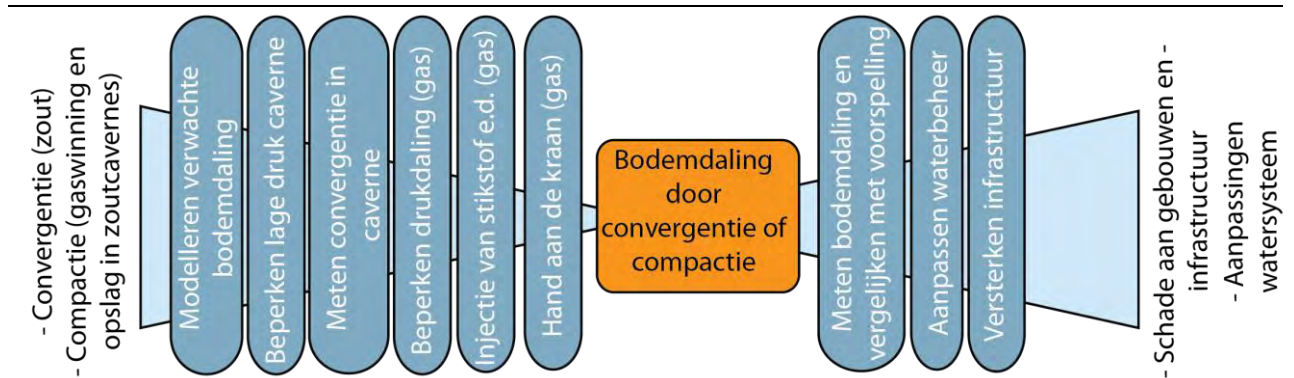 - Convergentie (zout)
- Compactie (gaswinning en
opslag in zoutcavernes)
Modelleren verwachte
bodemdaling
Beperken lage druk caverne
Meten convergentie in
caverne
Beperken drukdaling (gas)
Injectie van stikstof e.d. (gas)
Hand aan de kraan (gas)
Bodemdaling
door
convergentie of
compactie
Meten bodemdaling en
vergelijken met voorspelling
Aanpassen waterbeheer
Versterken infrastructuur
- Schade aan gebouwen en -
infrastructuur
- Aanpassingen
watersysteem